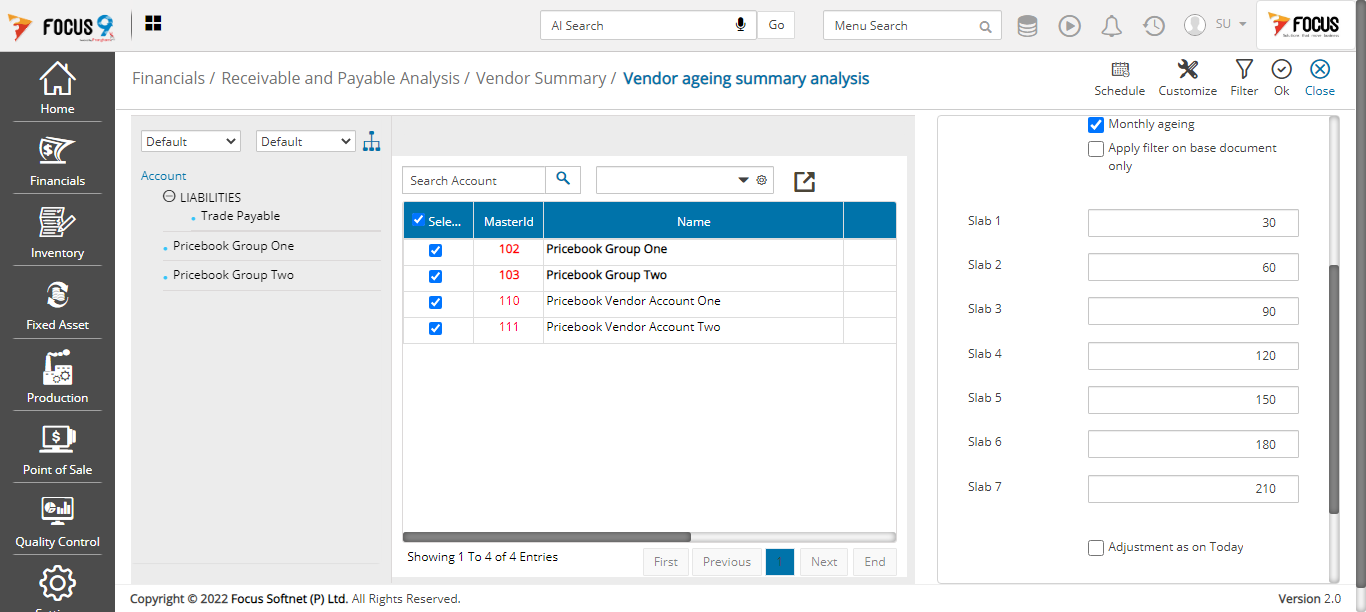 FOCUS 9
AI Search
Go
Menu Search
SU
FOCUS
Home
Financials
Inventory
Fixed Asset
Production
Point of Sale
Quality Control
Financials / Receivable and Payable Analysis / Vendor Summary / Vendor ageing summary analysis
Schedule
Customize
Filter
Ok
Close
Default
Default
Account
LIABILITIES
Trade Payable
Pricebook Group One
Pricebook Group Two
Search Account
Sele... MasterId Name
102 Pricebook Group One
103 Pricebook Group Two
110 Pricebook Vendor Account One
111 Pricebook Vendor Account Two
Showing 1 To 4 of 4 Entries
First Previous 1 Next End
Monthly ageing
Apply filter on base document
only
Slab 1 30
Slab 2 60
Slab 3 90
Slab 4 120
Slab 5 150
Slab 6 180
Slab 7 210
Adjustment as on Today
Copyright © 2022 Focus Softnet (P) Ltd. All Rights Reserved.
Version 2.0